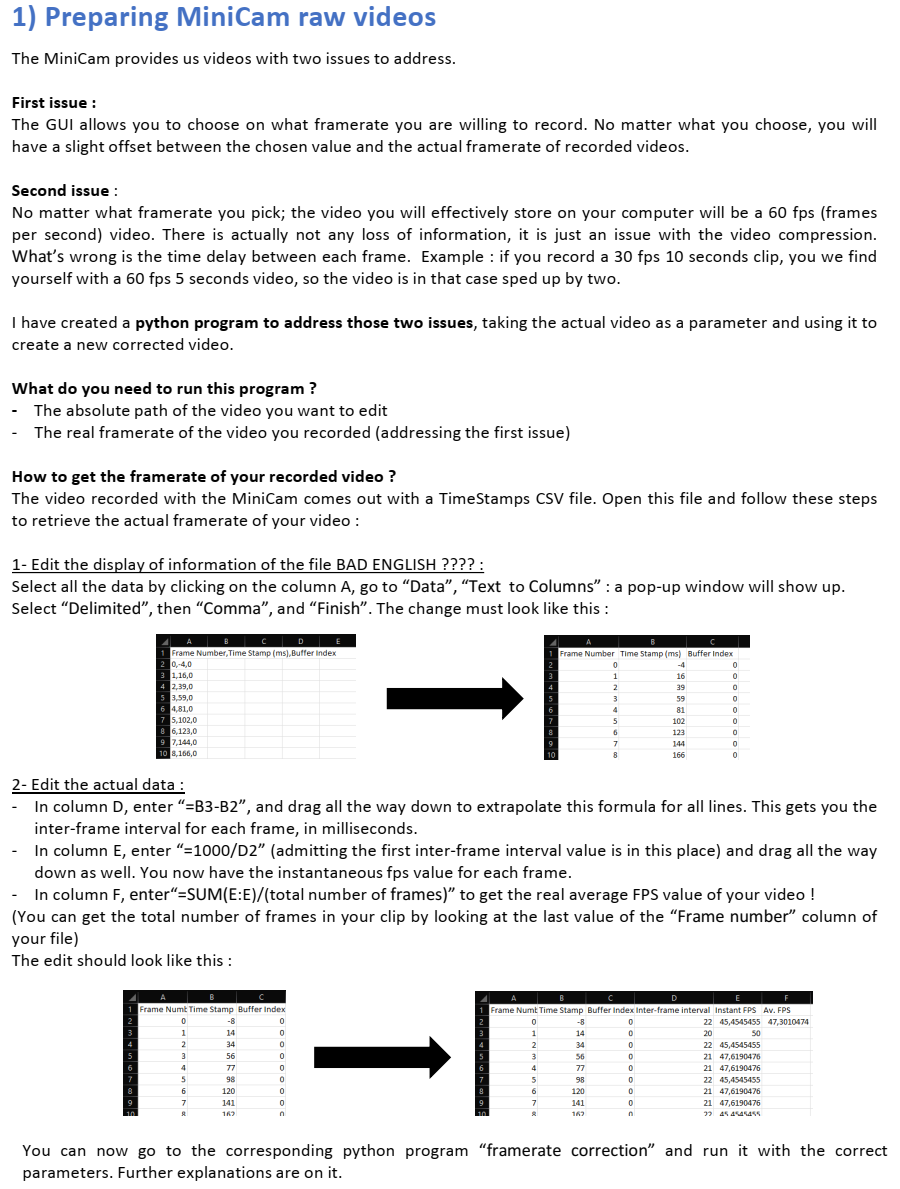 1) Preparing MiniCam raw videos
The MiniCam provides us videos with two issues to address.
First issue :
The GUI allows you to choose on what framerate you are willing to record. No matter what you choose, you will
have a slight offset between the chosen value and the actual framerate of recorded videos.
Second issue :
No matter what framerate you pick; the video you will effectively store on your computer will be a 60 fps (frames
per second) video. There is actually not any loss of information, it is just an issue with the video compression.
What's wrong is the time delay between each frame. Example : if you record a 30 fps 10 seconds clip, you we find
yourself with a 60 fps 5 seconds video, so the video is in that case sped up by two.
I have created a python program to address those two issues, taking the actual video as a parameter and using it to
create a new corrected video.
What do you need to run this program ?
- The absolute path of the video you want to edit
- The real framerate of the video you recorded (addressing the first issue)
How to get the framerate of your recorded video ?
The video recorded with the MiniCam comes out with a TimeStamps CSV file. Open this file and follow these steps
to retrieve the actual framerate of your video :
1- Edit the display of information of the file BAD ENGLISH ???? :
Select all the data by clicking on the column A, go to "Data", "Text to Columns" : a pop-up window will show up.
Select "Delimited", then "Comma", and "Finish". The change must look like this :
A B C D E
1 Frame Number,Time Stamp (ms),Buffer Index
2 0,-4,0
3 1,16,0
4 2,39,0
5 3,59,0
6 4,81,0
7 5,102,0
8 6,123,0
9 7,144,0
10 8,166,0
A B C
1 Frame Number Time Stamp (ms) Buffer Index
2 0 -4 0
3 1 16 0
4 2 39 0
5 3 59 0
6 4 81 0
7 5 102 0
8 6 123 0
9 7 144 0
10 8 166 0
2- Edit the actual data :
- In column D, enter "=B3-B2", and drag all the way down to extrapolate this formula for all lines. This gets you the
inter-frame interval for each frame, in milliseconds.
- In column E, enter "=1000/D2" (admitting the first inter-frame interval value is in this place) and drag all the way
down as well. You now have the instantaneous fps value for each frame.
- In column F, enter"=SUM(E:E)/(total number of frames)" to get the real average FPS value of your video !
(You can get the total number of frames in your clip by looking at the last value of the "Frame number" column of
your file)
The edit should look like this :
A B C
1 Frame Numb Time Stamp Buffer Index
2 0 -8 0
3 1 14 0
4 2 34 0
5 3 56 0
6 4 77 0
7 5 98 0
8 6 120 0
9 7 141 0
10 8 162 0
A B C D E F
1 Frame Numb Time Stamp Buffer Index Inter-frame interval Instant FPS Av. FPS
2 0 -8 0 22 45,4545455 47,3010474
3 1 14 0 20 50
4 2 34 0 22 45,4545455
5 3 56 0 21 47,6190476
6 4 77 0 21 47,6190476
7 5 98 0 22 45,4545455
8 6 120 0 21 47,6190476
9 7 141 0 21 47,6190476
10 8 162 0 22 45,4545455
You can now go to the corresponding python program "framerate correction" and run it with the correct
parameters. Further explanations are on it.